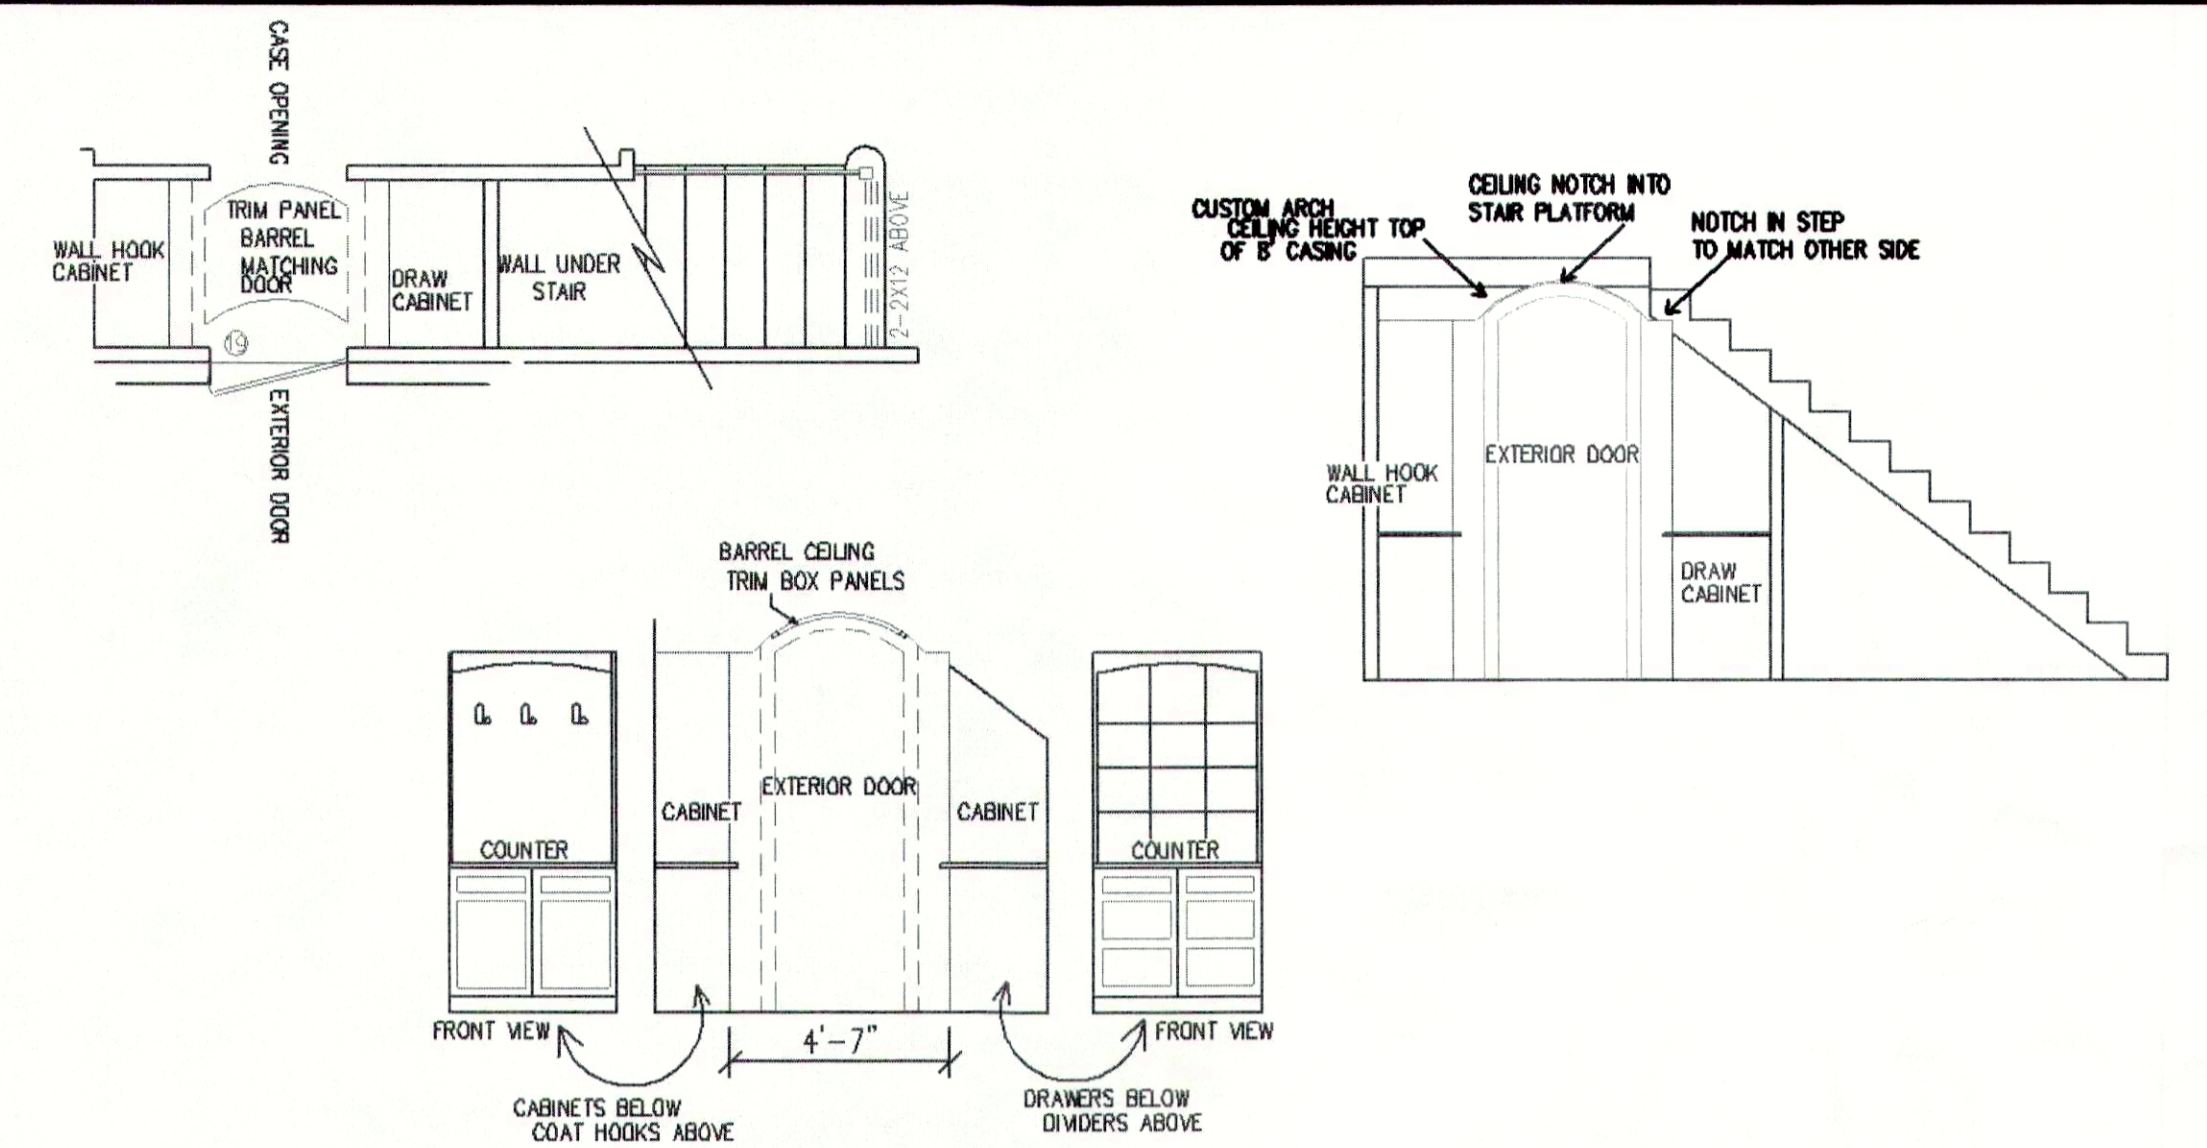 CASE OPENING
TRIM PANEL
BARREL
MATCHING
DOOR
WALL HOOK
CABINET
DRAW
CABINET
WALL UNDER
STAIR
2-2X12 ABOVE
19
EXTERIOR DOOR
CUSTOM ARCH
CEILING HEIGHT TOP
OF 8' CASING
CEILING NOTCH INTO
STAIR PLATFORM
NOTCH IN STEP
TO MATCH OTHER SIDE
EXTERIOR DOOR
WALL HOOK
CABINET
DRAW
CABINET
BARREL CEILING
TRIM BOX PANELS
COUNTER
FRONT VIEW
CABINET
EXTERIOR DOOR
CABINET
4'-7"
COUNTER
FRONT VIEW
CABINETS BELOW
COAT HOOKS ABOVE
DRAWERS BELOW
DIVIDERS ABOVE